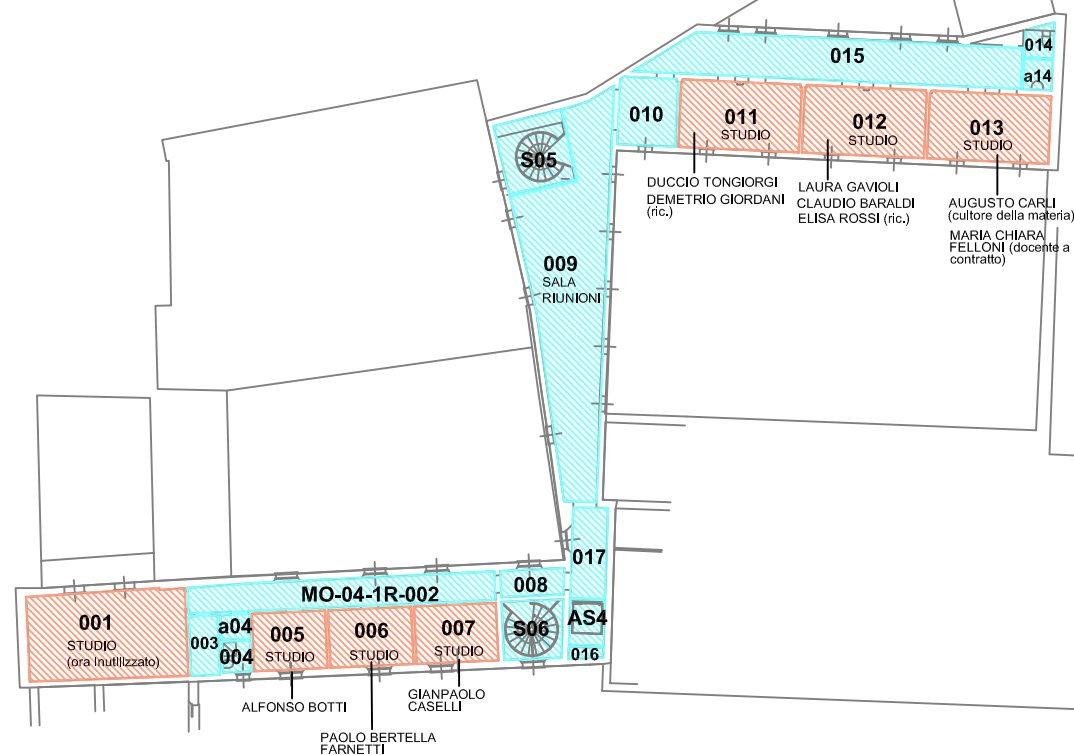 014
015
a14
010
011
STUDIO
012
STUDIO
013
STUDIO
S05
DUCCIO TONGIORGI
DEMETRIO GIORDANI
(ric.)
LAURA GAVIOLI
CLAUDIO BARALDI
ELISA ROSSI (ric.)
AUGUSTO CARLI
(cultore della materia)
MARIA CHIARA
FELLONI (docente a
contratto)
009
SALA
RIUNIONI
017
008
MO-04-1R-002
001
STUDIO
(ora Inutilizzato)
003
a04
004
005
STUDIO
006
STUDIO
007
STUDIO
S06
AS4
016
ALFONSO BOTTI
PAOLO BERTELLA
FARNETTI
GIANPAOLO
CASELLI